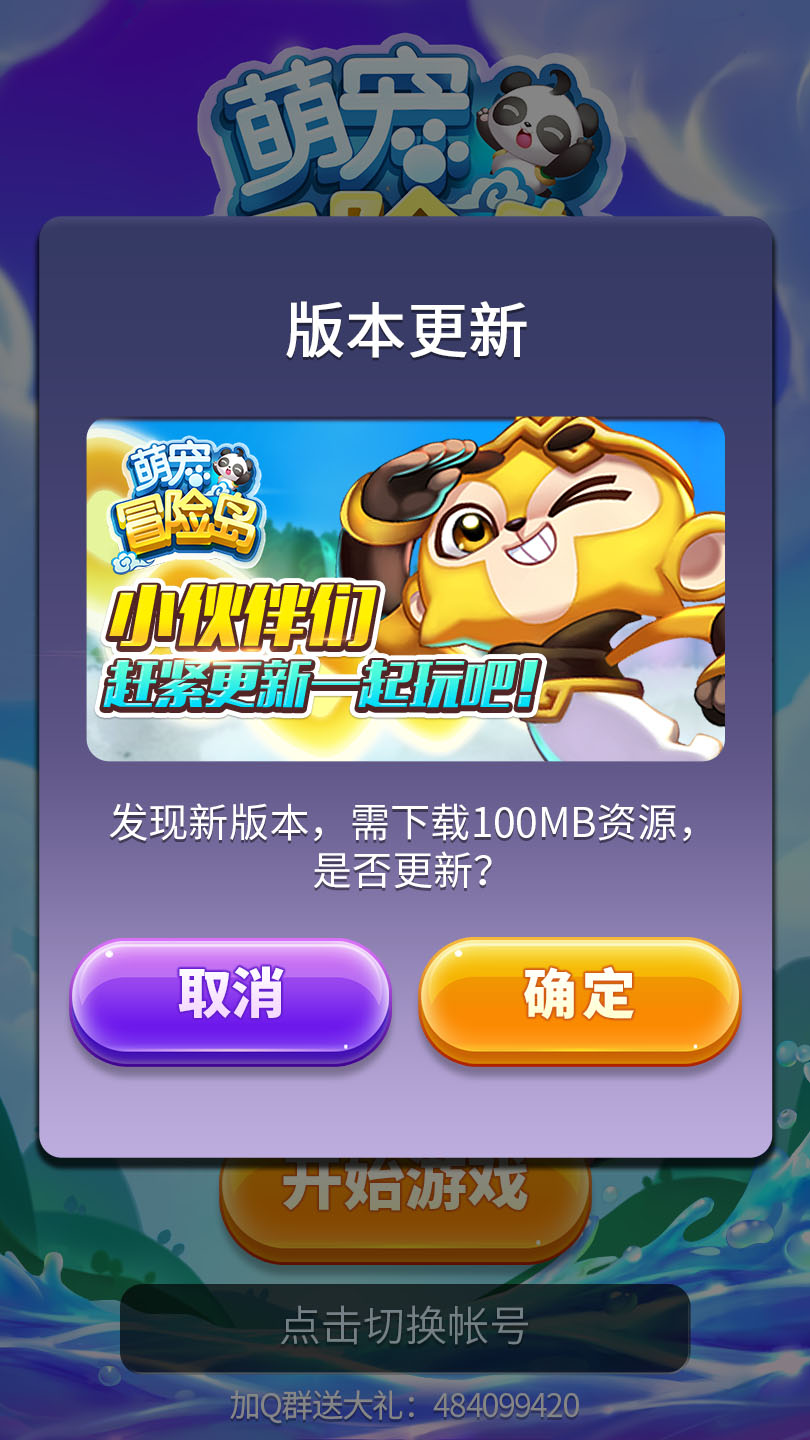 萌宠
版本更新
萌宠
冒险岛
小伙伴们
赶紧更新一起玩吧!
发现新版本，需下载100MB资源，
是否更新?
取消
确定
开始游戏
点击切换帐号
加Q群送大礼：484099420